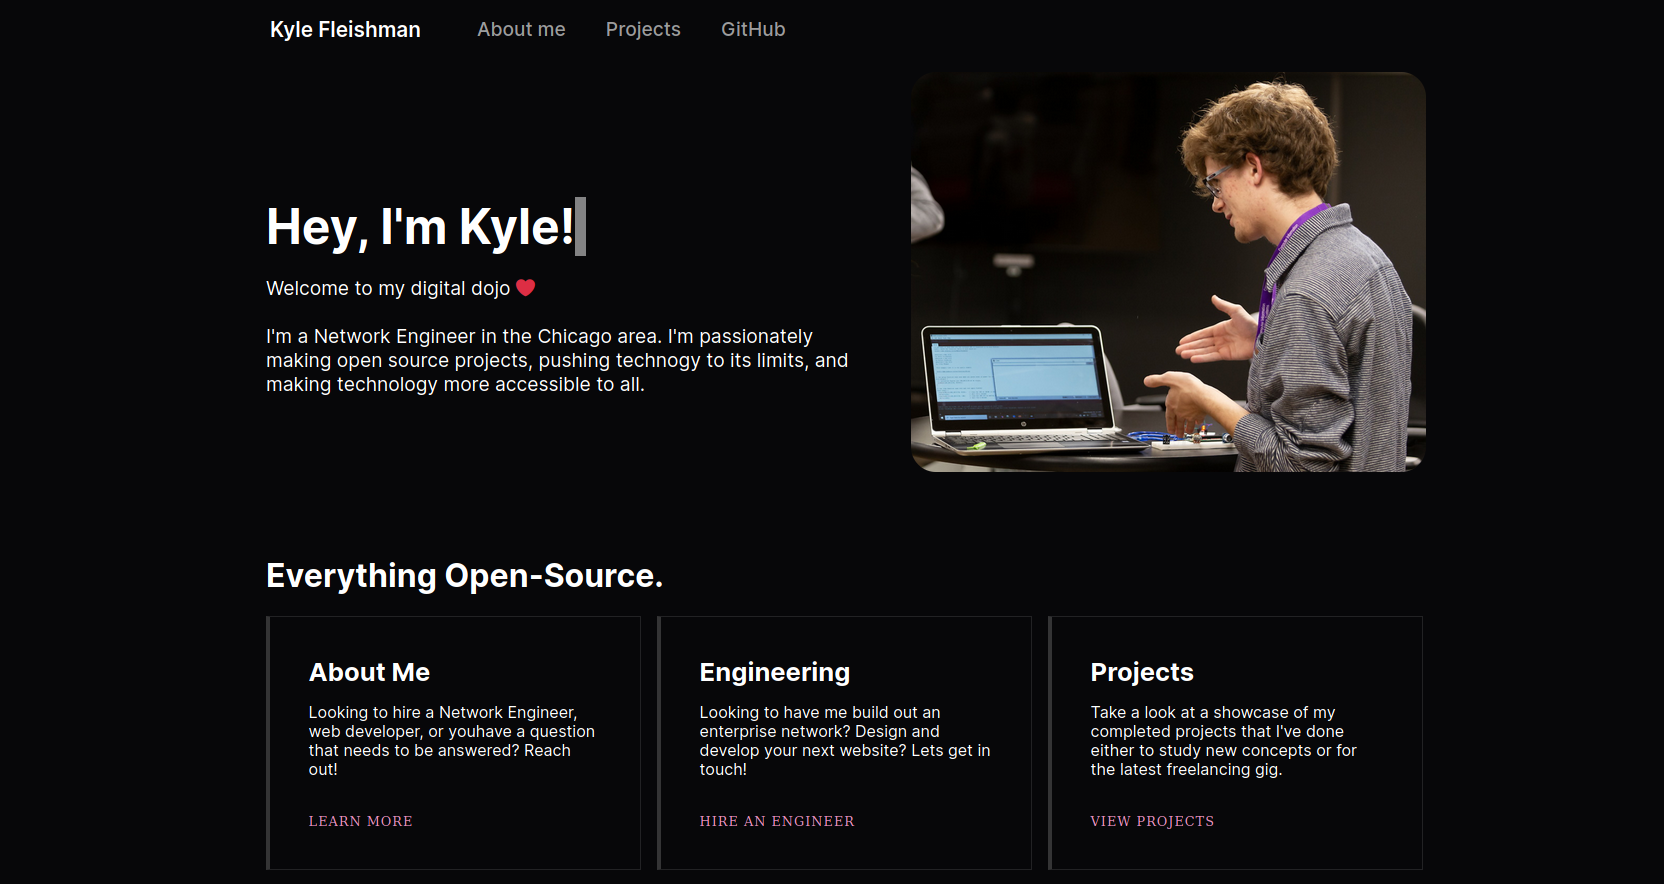 Kyle Fleishman About me Projects GitHub
Hey, I'm Kyle!
Welcome to my digital dojo ❤️
I'm a Network Engineer in the Chicago area. I'm passionately
making open source projects, pushing technogy to its limits, and
making technology more accessible to all.
Everything Open-Source.
About Me
Looking to hire a Network Engineer,
web developer, or youhave a question
that needs to be answered? Reach
out!
LEARN MORE
Engineering
Looking to have me build out an
enterprise network? Design and
develop your next website? Lets get in
touch!
HIRE AN ENGINEER
Projects
Take a look at a showcase of my
completed projects that I've done
either to study new concepts or for
the latest freelancing gig.
VIEW PROJECTS